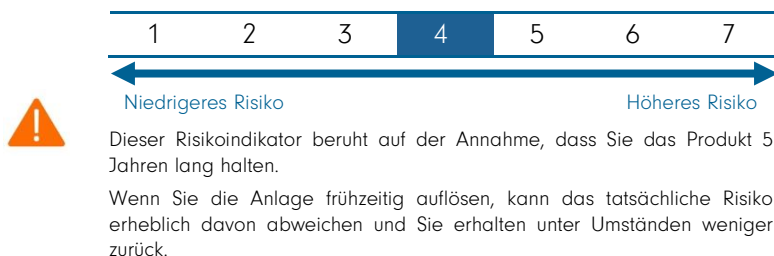 1 2 3 4 5 6 7
Niedrigeres Risiko Höheres Risiko
Dieser Risikoindikator beruht auf der Annahme, dass Sie das Produkt 5
Jahren lang halten.
Wenn Sie die Anlage frühzeitig auflösen, kann das tatsächliche Risiko
erheblich davon abweichen und Sie erhalten unter Umständen weniger
zurück.